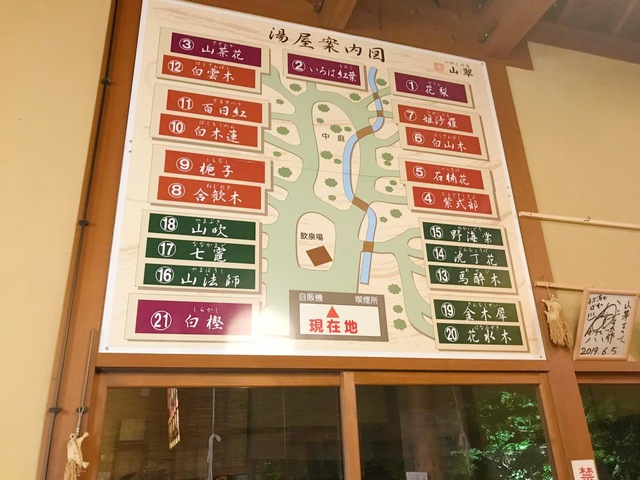 湯屋案内図
山翠
③ 山茶花
② いろは紅葉
① 花梨
⑫ 白雲木
⑪ 百日紅
⑩ 白木蓮
⑦ 姫沙羅
⑥ 白山木
⑨ 梔子
⑧ 合歓木
⑤ 石楠花
④ 紫式部
中庭
⑱ 山吹
⑰ 七竈
⑯ 山法師
⑮ 野海棠
⑭ 沈丁花
⑬ 馬酔木
飲泉場
㉑ 白樫
⑲ 金木犀
⑳ 花水木
自販機
喫煙所
現在地
2019.6.5
禁